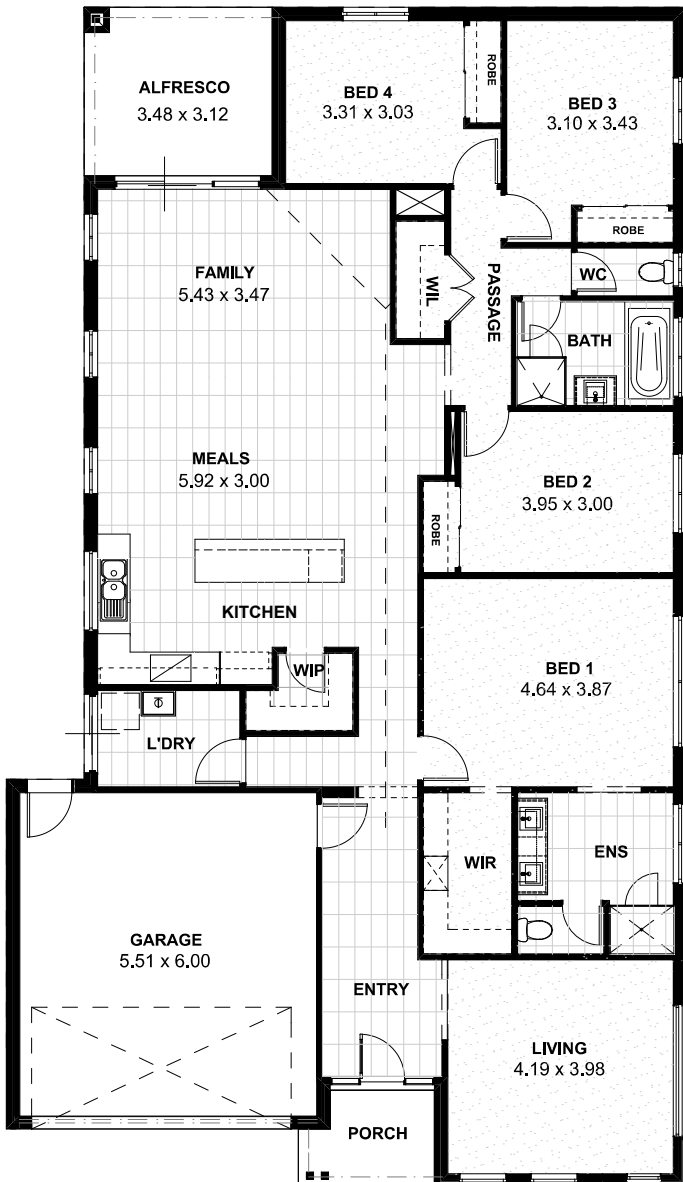 ALFRESCO
3.48 x 3.12
BED 4
3.31 x 3.03
ROBE
BED 3
3.10 x 3.43
ROBE
FAMILY
5.43 x 3.47
WIL
PASSAGE
WC
BATH
MEALS
5.92 x 3.00
BED 2
3.95 x 3.00
ROBE
KITCHEN
WIP
BED 1
4.64 x 3.87
L'DRY
WIR
ENS
GARAGE
5.51 x 6.00
ENTRY
LIVING
4.19 x 3.98
PORCH